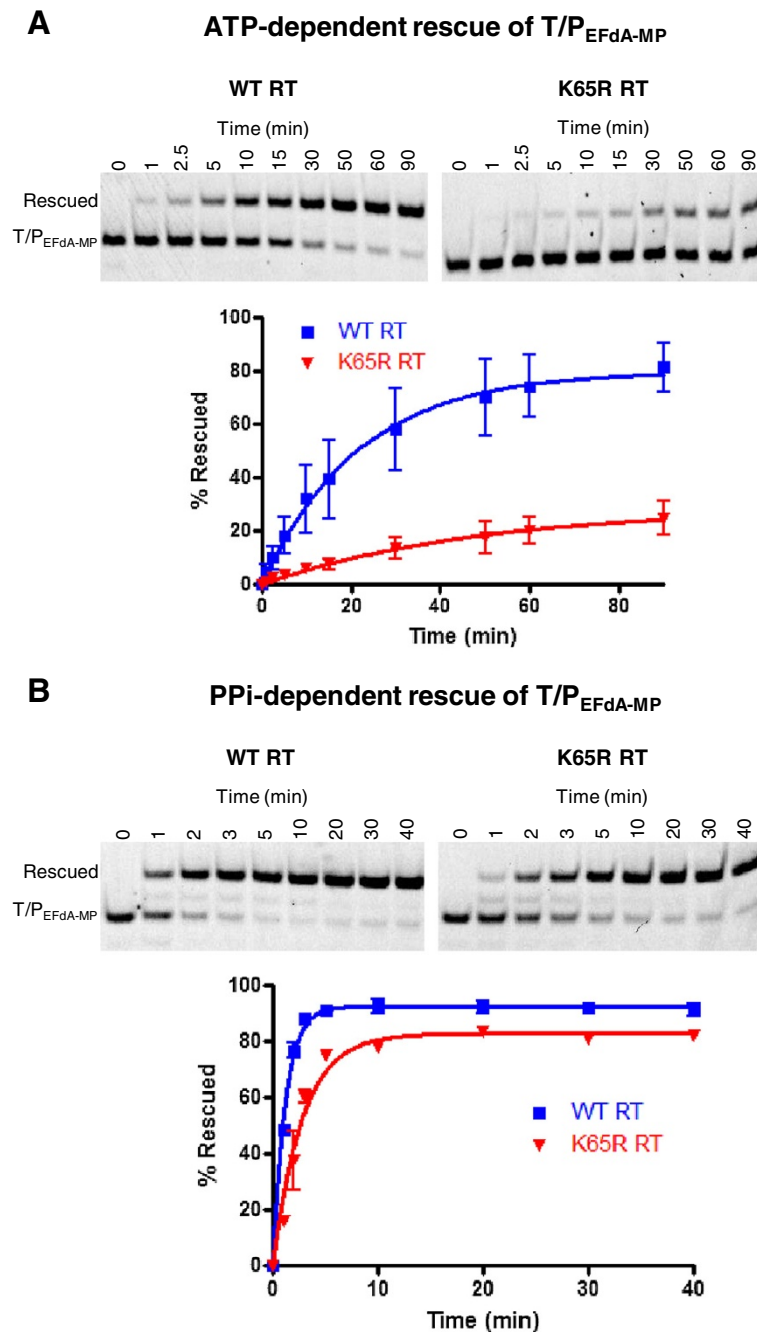 A
ATP-dependent rescue of T/PEFdA-MP
WT RT
K65R RT
Time (min)
Time (min)
0 1 2.5 5 10 15 30 50 60 90
0 1 2.5 5 10 15 30 50 60 90
Rescued
T/PEFdA-MP
100
80
60
40
20
0
% Rescued
WT RT
K65R RT
0 20 40 60 80
Time (min)
B
PPi-dependent rescue of T/PEFdA-MP
WT RT
K65R RT
Time (min)
Time (min)
0 1 2 3 5 10 20 30 40
0 1 2 3 5 10 20 30 40
Rescued
T/PEFdA-MP
100
80
60
40
20
0
% Rescued
WT RT
K65R RT
0 10 20 30 40
Time (min)